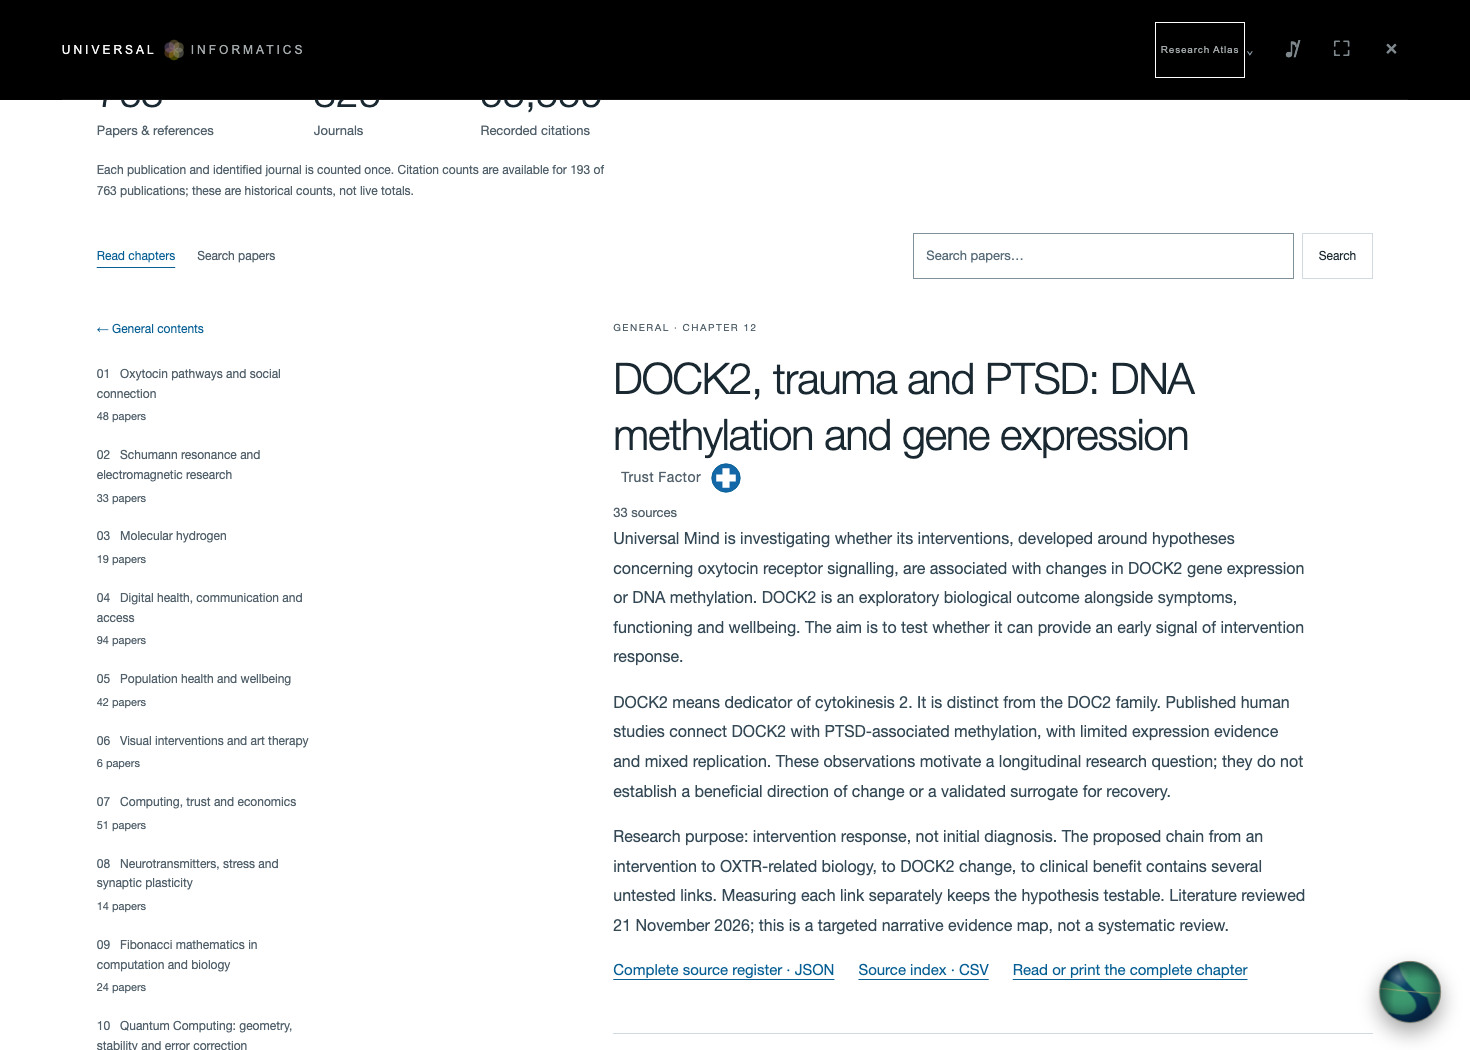 UNIVERSAL INFORMATICS
Research Atlas
Papers & references
Journals
Recorded citations
Each publication and identified journal is counted once. Citation counts are available for 193 of
763 publications; these are historical counts, not live totals.
Read chapters
Search papers
Search papers...
Search
← General contents
01 Oxytocin pathways and social
connection
48 papers
02 Schumann resonance and
electromagnetic research
33 papers
03 Molecular hydrogen
19 papers
04 Digital health, communication and
access
94 papers
05 Population health and wellbeing
42 papers
06 Visual interventions and art therapy
6 papers
07 Computing, trust and economics
51 papers
08 Neurotransmitters, stress and
synaptic plasticity
14 papers
09 Fibonacci mathematics in
computation and biology
24 papers
10 Quantum Computing: geometry,
stability and error correction
GENERAL · CHAPTER 12
DOCK2, trauma and PTSD: DNA
methylation and gene expression
Trust Factor
33 sources
Universal Mind is investigating whether its interventions, developed around hypotheses
concerning oxytocin receptor signalling, are associated with changes in DOCK2 gene expression
or DNA methylation. DOCK2 is an exploratory biological outcome alongside symptoms,
functioning and wellbeing. The aim is to test whether it can provide an early signal of intervention
response.
DOCK2 means dedicator of cytokinesis 2. It is distinct from the DOC2 family. Published human
studies connect DOCK2 with PTSD-associated methylation, with limited expression evidence
and mixed replication. These observations motivate a longitudinal research question; they do not
establish a beneficial direction of change or a validated surrogate for recovery.
Research purpose: intervention response, not initial diagnosis. The proposed chain from an
intervention to OXTR-related biology, to DOCK2 change, to clinical benefit contains several
untested links. Measuring each link separately keeps the hypothesis testable. Literature reviewed
21 November 2026; this is a targeted narrative evidence map, not a systematic review.
Complete source register · JSON
Source index · CSV
Read or print the complete chapter